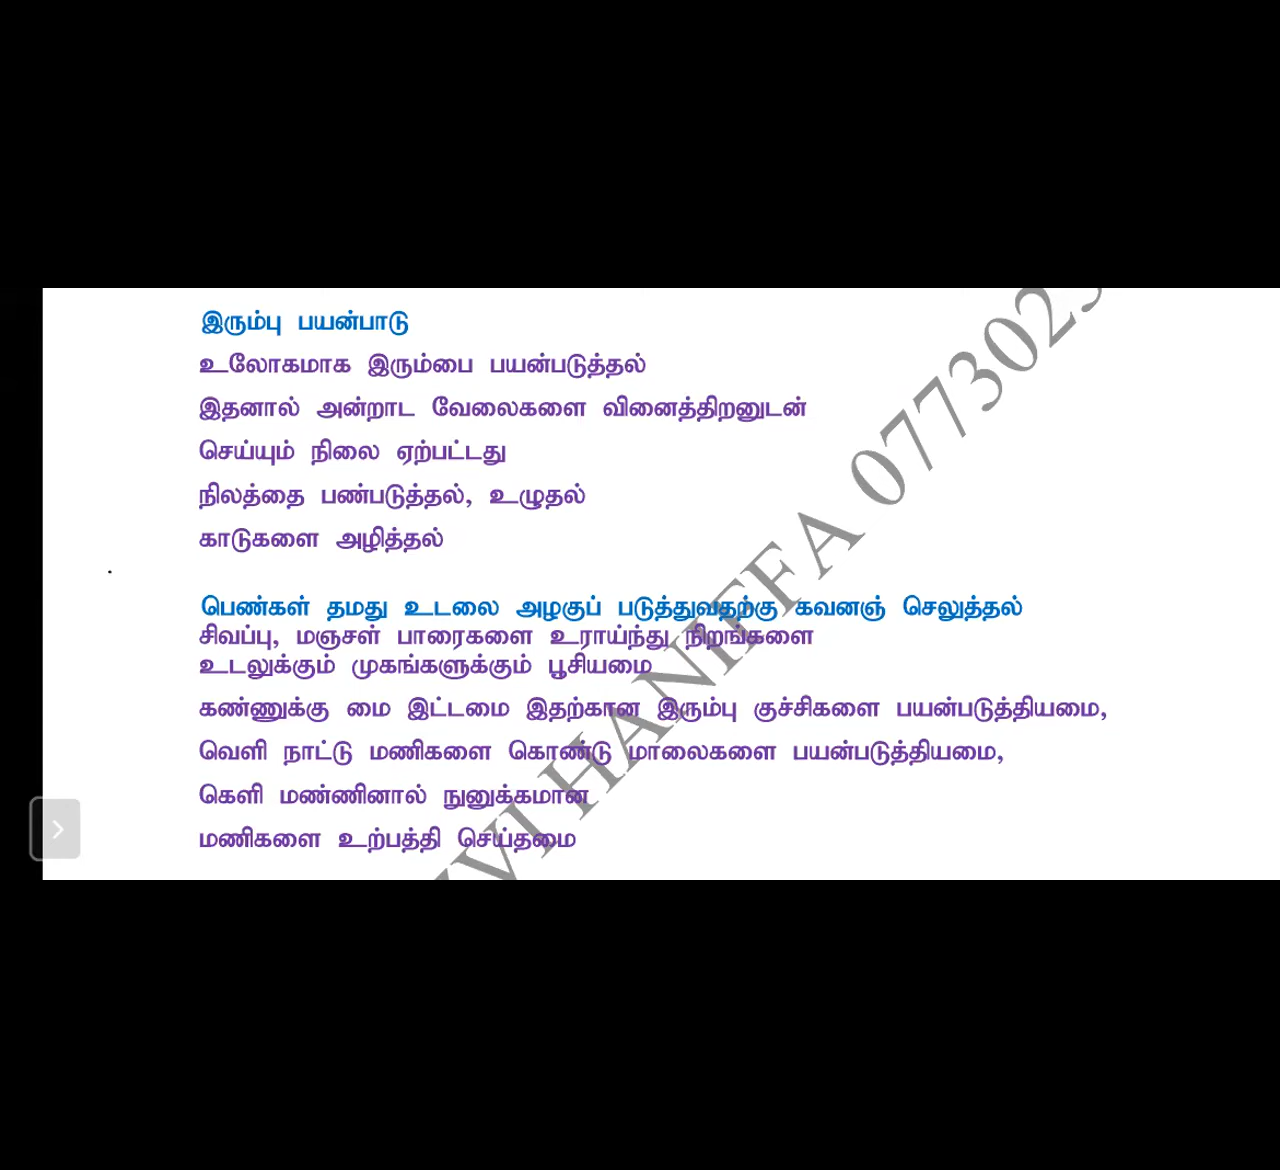 இரும்பு பயன்பாடு
உலோகமாக இரும்பை பயன்படுத்தல்
இதனால் அன்றாட வேலைகளை வினைத்திறனுடன்
செய்யும் நிலை ஏற்பட்டது
நிலத்தை பண்படுத்தல், உழுதல்
காடுகளை அழித்தல்
பெண்கள் தமது உடலை அழகுப் படுத்துவதற்கு கவனஞ் செலுத்தல்
சிவப்பு, மஞ்சள் பாரைகளை உராய்ந்து நிறங்களை
உடலுக்கும் முகங்களுக்கும் பூசியமை
கண்ணுக்கு மை இட்டமை இதற்கான இரும்பு குச்சிகளை பயன்படுத்தியமை,
வெளி நாட்டு மணிகளை கொண்டு மாலைகளை பயன்படுத்தியமை,
கெளி மண்ணினால் நுனுக்கமான
மணிகளை உற்பத்தி செய்தமை
HANIFFA 077302